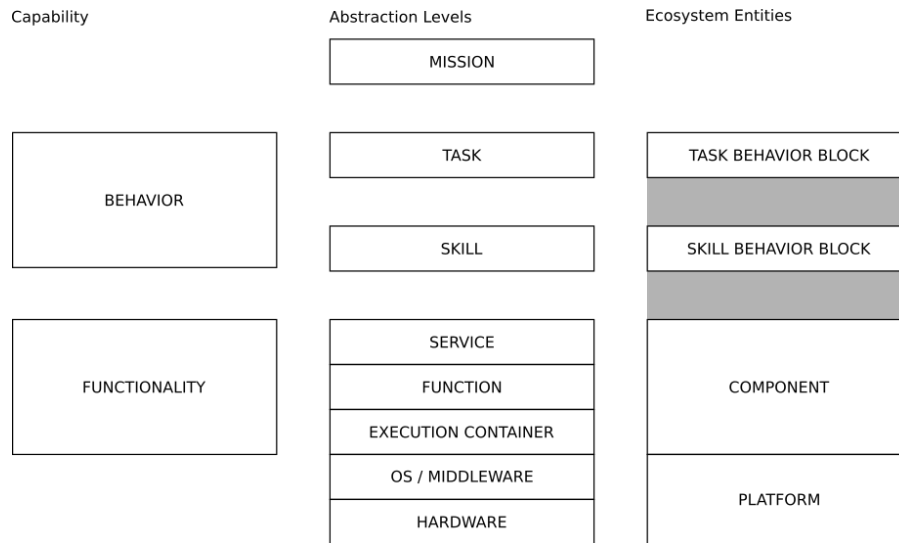 Capability
Abstraction Levels
Ecosystem Entities
MISSION
TASK
TASK BEHAVIOR BLOCK
BEHAVIOR
SKILL
SKILL BEHAVIOR BLOCK
SERVICE
FUNCTIONALITY
FUNCTION
COMPONENT
EXECUTION CONTAINER
OS / MIDDLEWARE
PLATFORM
HARDWARE